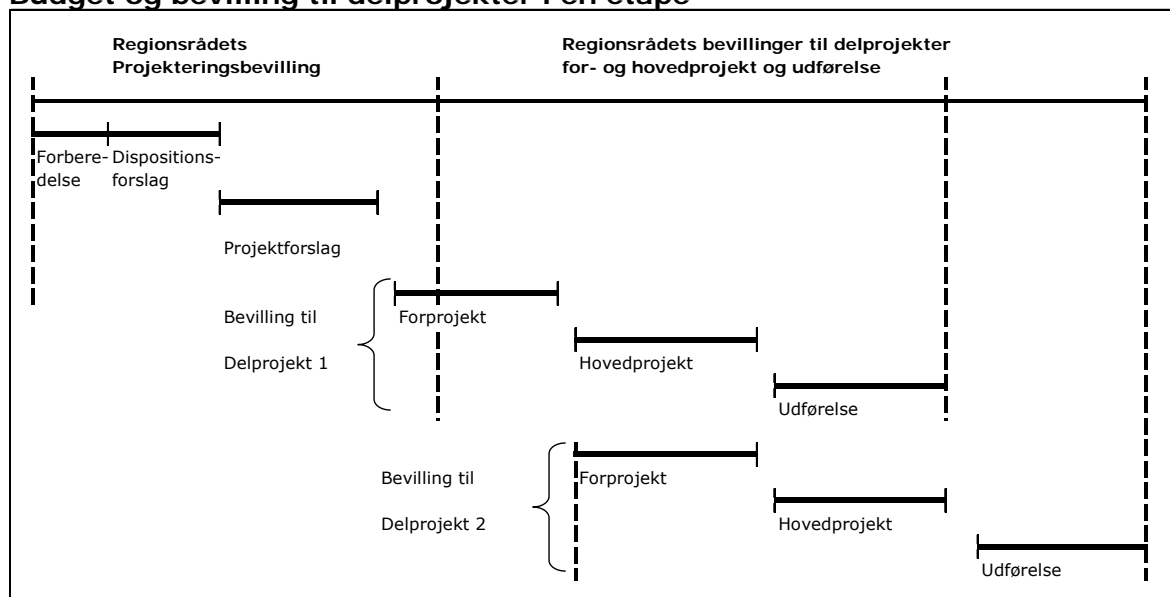 Budget og bevilling til delprojekter i en etape
Regionsrådets
Projekteringsbevilling
Regionsrådets bevillinger til delprojekter
for- og hovedprojekt og udførelse
Forbere-
delse
Dispositions-
forslag
Projektforslag
Bevilling til
Delprojekt 1
Forprojekt
Hovedprojekt
Udførelse
Bevilling til
Delprojekt 2
Forprojekt
Hovedprojekt
Udførelse